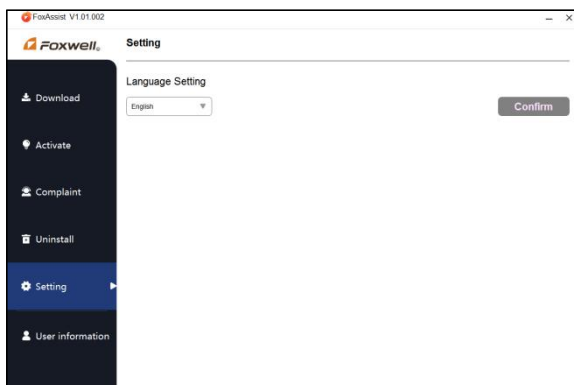 FoxAssist V1.01.002
FOXWELL®
Setting
Language Setting
English
Confirm
Download
Activate
Complaint
Uninstall
Setting
User information